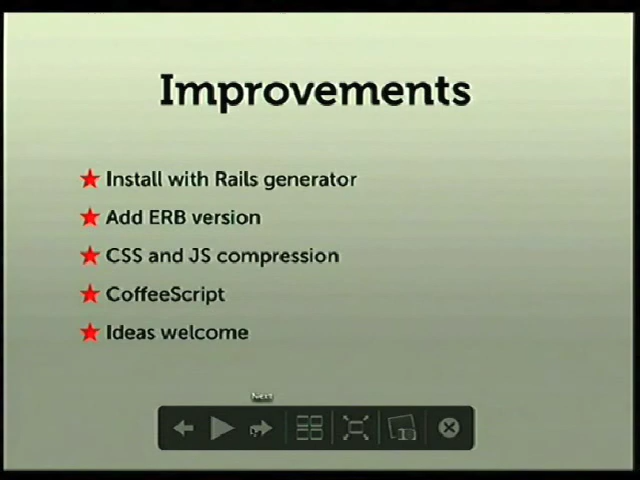 Improvements
Install with Rails generator
Add ERB version
CSS and JS compression
CoffeeScript
Ideas welcome
Next